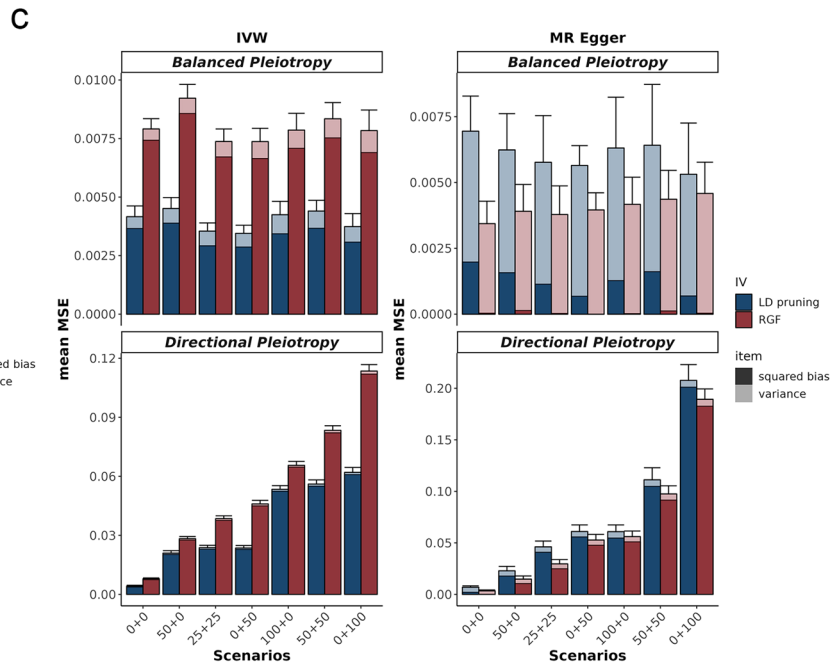 C
IVW
MR Egger
Balanced Pleiotropy
Balanced Pleiotropy
0.0100
0.0075
0.0050
0.0025
0.0000
0.0075
0.0050
0.0025
0.0000
mean MSE
mean MSE
Directional Pleiotropy
Directional Pleiotropy
0.12
0.09
0.06
0.03
0.00
0.20
0.15
0.10
0.05
0.00
0+0
50+0
25+25
0+50
100+0
50+50
0+100
0+0
50+0
25+25
0+50
100+0
50+50
0+100
Scenarios
Scenarios
ed bias
ce
IV
LD pruning
RGF
item
squared bias
variance